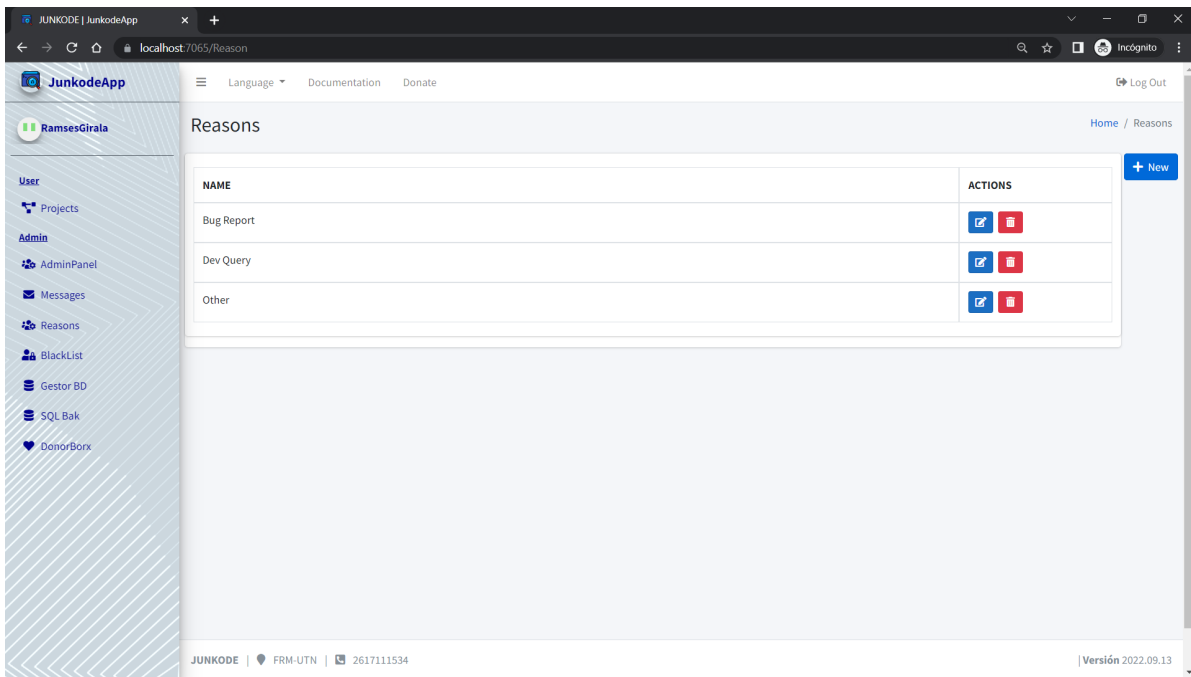 JUNKODE | JunkodeApp
localhost:7065/Reason
Incógnito
JunkodeApp
Language Documentation Donate
Log Out
RamsesGirala
Reasons
Home / Reasons
New
User
Projects
Admin
AdminPanel
Messages
Reasons
BlackList
Gestor BD
SQL Bak
DonorBorx
NAME ACTIONS
Bug Report
Dev Query
Other
JUNKODE | FRM-UTN | 2617111534
| Versión 2022.09.13